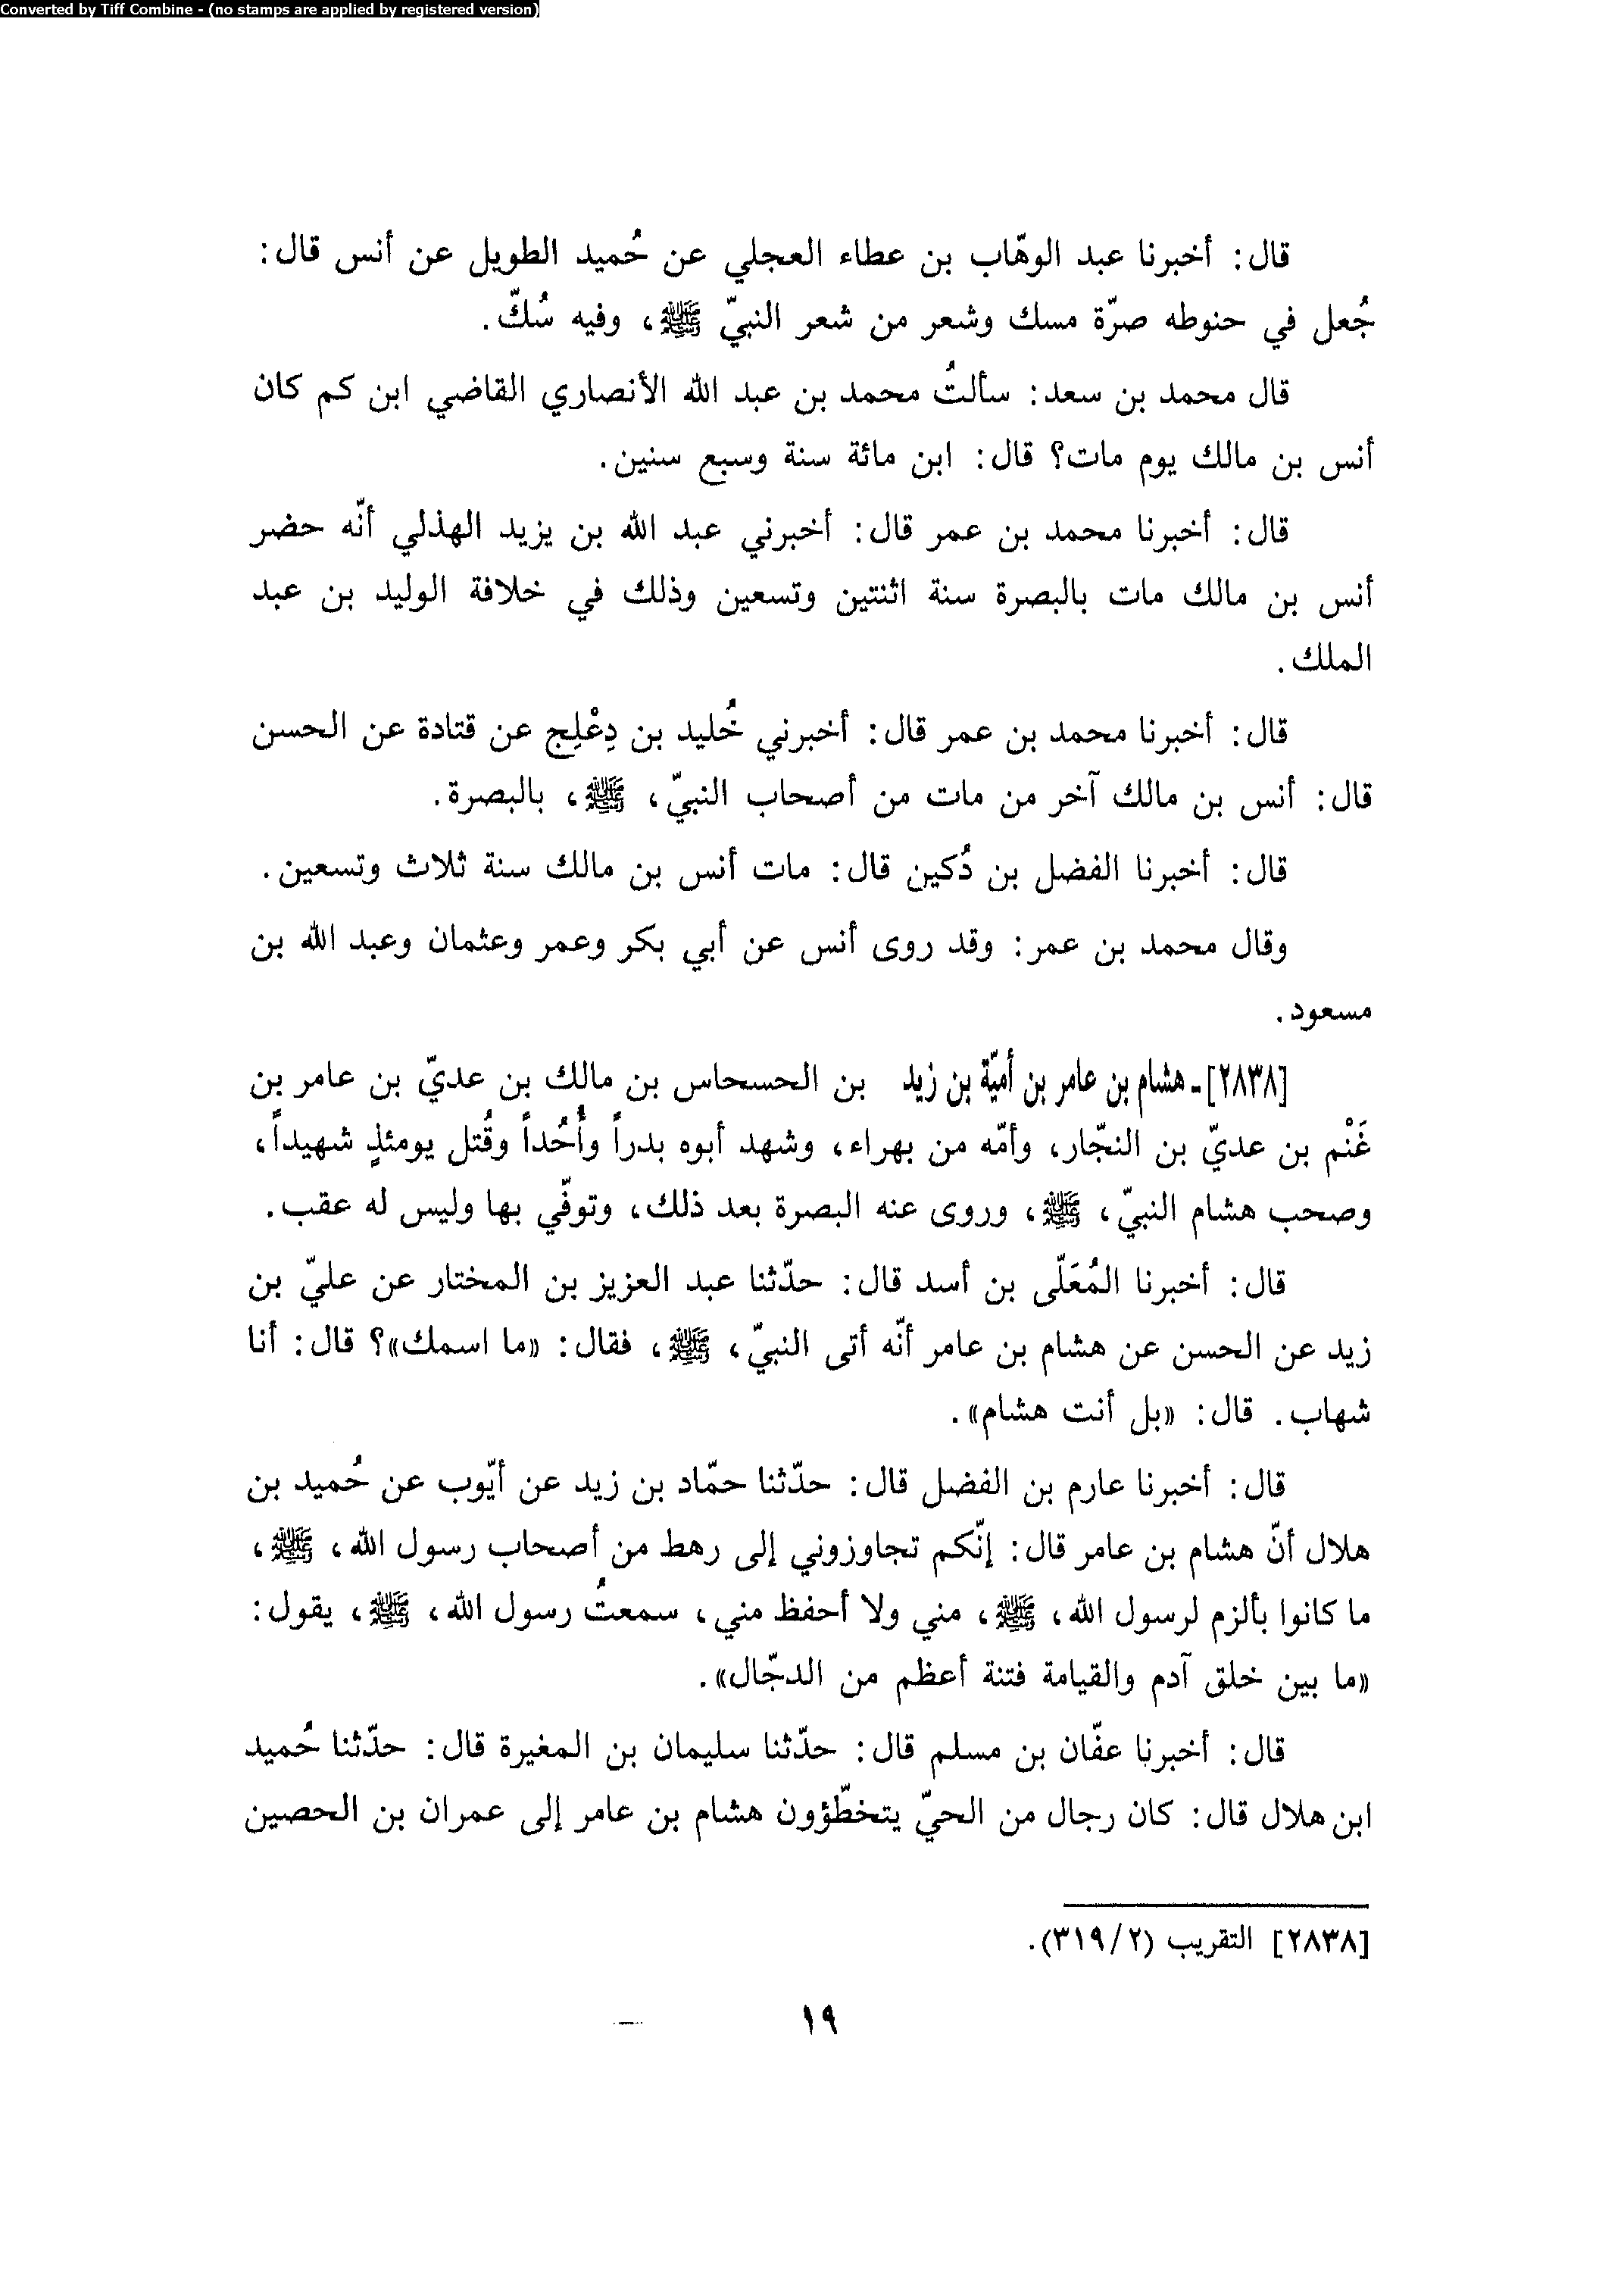 Converted by Tiff Combine - (no stamps are applied by registered version)
قال: أخبرنا عبد الوهّاب بن عطاء العجلي عن حُميد الطويل عن أنس قال:
جُعل في حنوطه صرّة مسك وشعر من شعر النبيّ ﷺ، وفيه سُكّ.
قال محمد بن سعد: سألتُ محمد بن عبد الله الأنصاري القاضي ابن كم كان
أنس بن مالك يوم مات؟ قال: ابن مائة سنة وسبع سنين.
قال: أخبرنا محمد بن عمر قال: أخبرني عبد الله بن يزيد الهذلي أنّه حضر
أنس بن مالك مات بالبصرة سنة اثنتين وتسعين وذلك في خلافة الوليد بن عبد
الملك.
قال: أخبرنا محمد بن عمر قال: أخبرني خُليد بن دِعْلِج عن قتادة عن الحسن
قال: أنس بن مالك آخر من مات من أصحاب النبيّ، ﷺ، بالبصرة.
قال: أخبرنا الفضل بن دُكين قال: مات أنس بن مالك سنة ثلاث وتسعين.
وقال محمد بن عمر: وقد روى أنس عن أبي بكر وعمر وعثمان وعبد الله بن
مسعود.
[٢٨٣٨] ـ هشام بن عامر بن أميّة بن زيد بن الحسحاس بن مالك بن عديّ بن عامر بن
غَنْم بن عديّ بن النجّار، وأمّه من بهراء، وشهد أبوه بدراً وأُحُداً وقُتل يومئذٍ شهيداً،
وصحب هشام النبيّ، ﷺ، وروى عنه البصرة بعد ذلك، وتوفّي بها وليس له عقب.
قال: أخبرنا المُعَلّى بن أسد قال: حدّثنا عبد العزيز بن المختار عن عليّ بن
زيد عن الحسن عن هشام بن عامر أنّه أتى النبيّ، ﷺ، فقال: «ما اسمك»؟ قال: أنا
شهاب. قال: «بل أنت هشام».
قال: أخبرنا عارم بن الفضل قال: حدّثنا حمّاد بن زيد عن أيّوب عن حُميد بن
هلال أنّ هشام بن عامر قال: إنّكم تجاوزوني إلى رهط من أصحاب رسول الله، ﷺ،
ما كانوا بألزم لرسول الله، ﷺ، مني ولا أحفظ مني، سمعتُ رسول الله، ﷺ، يقول:
«ما بين خلق آدم والقيامة فتنة أعظم من الدجّال».
قال: أخبرنا عفّان بن مسلم قال: حدّثنا سليمان بن المغيرة قال: حدّثنا حُميد
ابن هلال قال: كان رجال من الحيّ يتخطّؤون هشام بن عامر إلى عمران بن الحصين
[٢٨٣٨] التقريب (٣١٩/٢).
١٩